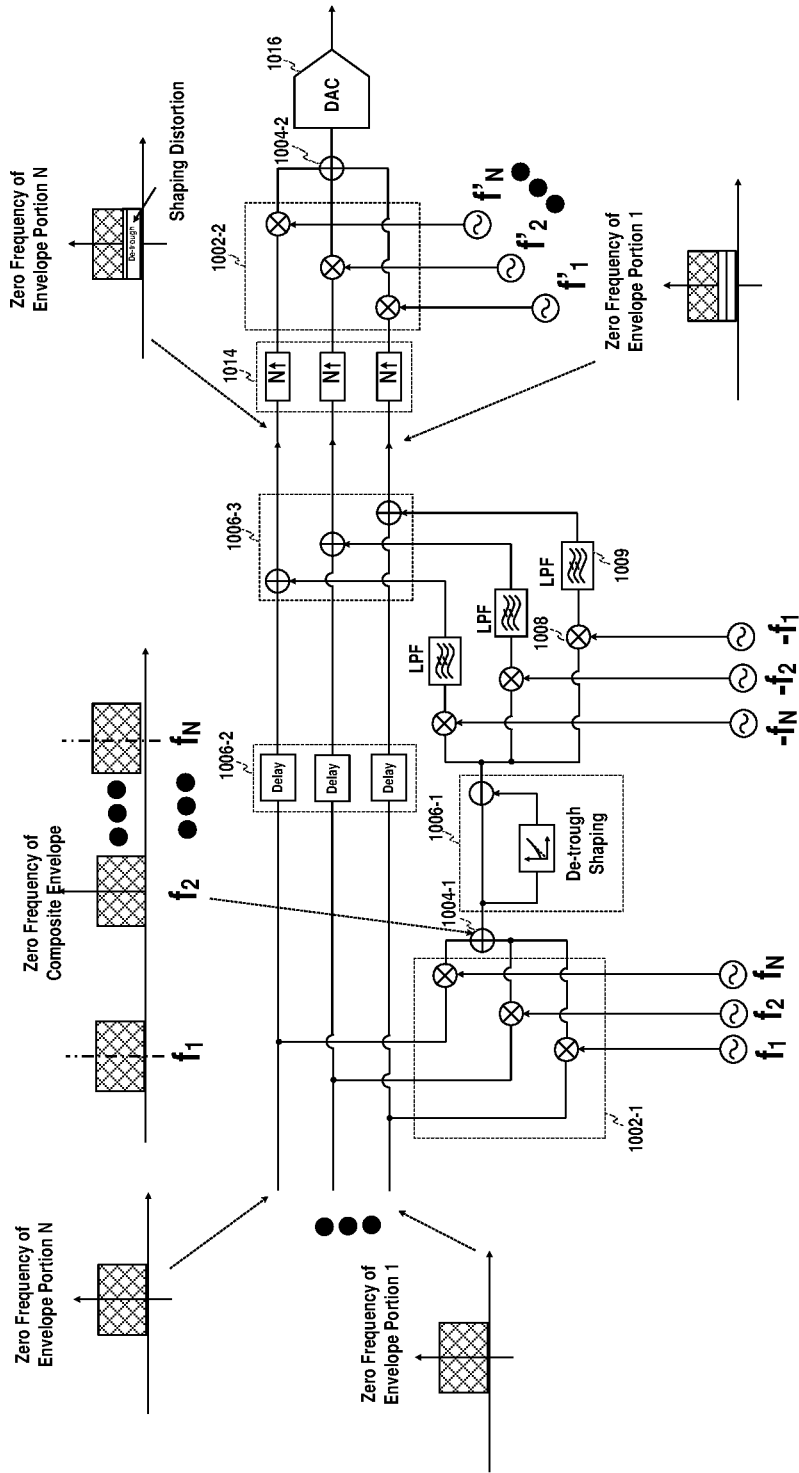 Zero Frequency of
Envelope Portion N
Zero Frequency of
Envelope Portion 1
Zero Frequency of
Composite Envelope
f1
f2
fN
1002-1
f1
f2
fN
1004-1
1006-1
De-trough
Shaping
1006-2
Delay
Delay
Delay
-fN
-f2
-f1
1008
LPF
LPF
LPF
1009
1006-3
Zero Frequency of
Envelope Portion N
De-trough
Shaping Distortion
Zero Frequency of
Envelope Portion 1
1014
N↑
N↑
N↑
1002-2
f'1
f'2
f'N
1004-2
DAC
1016